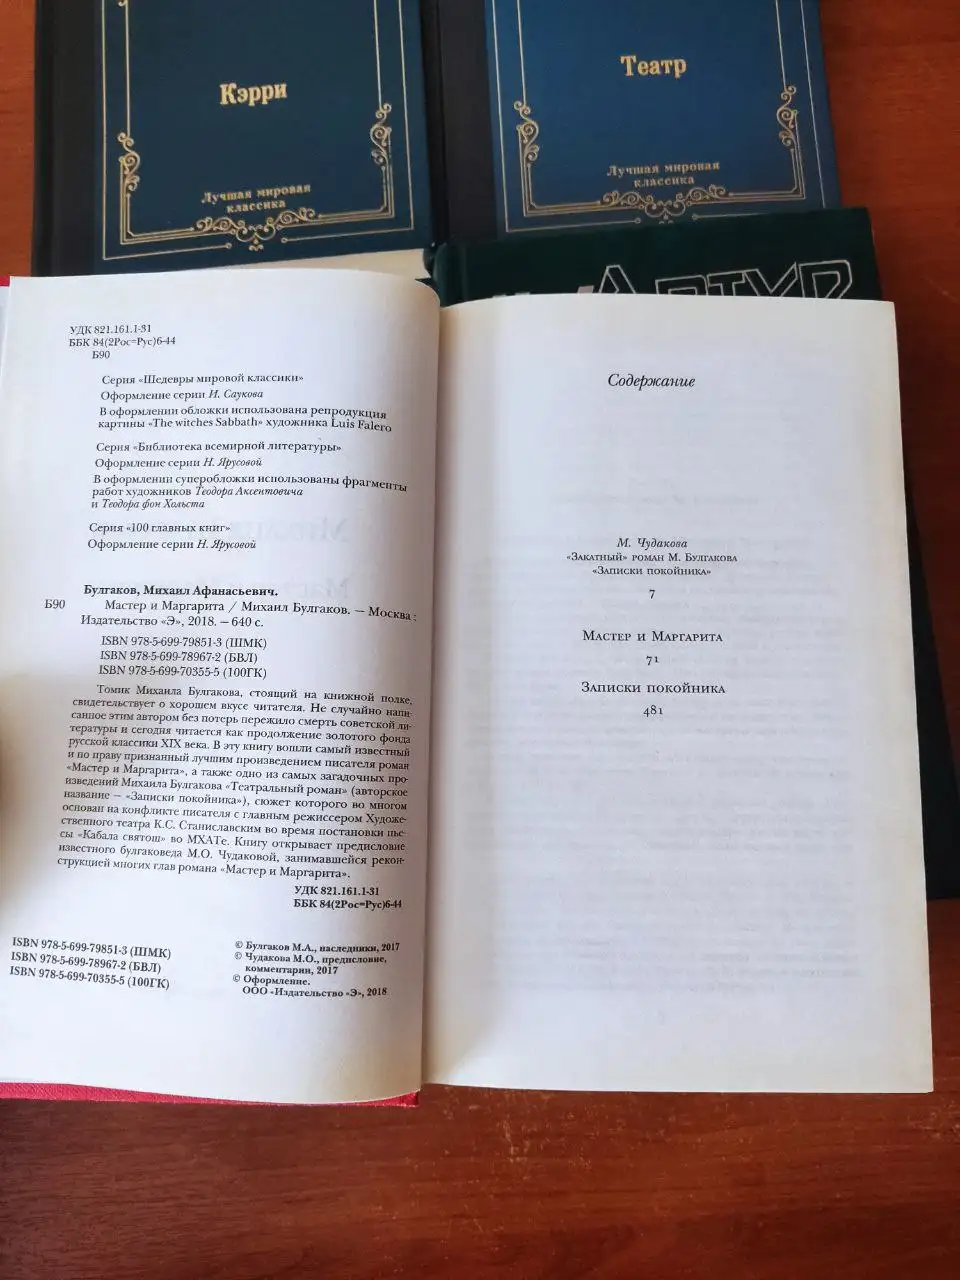 Кэрри
Лучшая мировая
классика
Театр
Лучшая мировая
классика
АРТУР
УДК 821.161.1-31
ББК 84(2Рос=Рус)6-44
Б90
Серия «Шедевры мировой классики»
Оформление серии И. Саукова
В оформлении обложки использована репродукция
картины «The witches Sabbath» художника Luis Falero
Серия «Библиотека всемирной литературы»
Оформление серии Н. Ярусовой
В оформлении суперобложки использованы фрагменты
работ художников Теодора Аксентовича
и Теодора фон Хольста
Серия «100 главных книг»
Оформление серии Н. Ярусовой
Булгаков, Михаил Афанасьевич.
Б90 Мастер и Маргарита / Михаил Булгаков. — Москва :
Издательство «Э», 2018. — 640 с.
ISBN 978-5-699-79851-3 (ШМК)
ISBN 978-5-699-78967-2 (БВЛ)
ISBN 978-5-699-70355-5 (100ГК)
Томик Михаила Булгакова, стоящий на книжной полке,
свидетельствует о хорошем вкусе читателя. Не случайно напи-
санное этим автором без потерь пережило смерть советской ли-
тературы и сегодня читается как продолжение золотого фонда
русской классики XIX века. В эту книгу вошли самый известный
и по праву признанный лучшим произведением писателя роман
«Мастер и Маргарита», а также одно из самых загадочных про-
изведений Михаила Булгакова «Театральный роман» (авторское
название — «Записки покойника»), сюжет которого во многом
основан на конфликте писателя с главным режиссером Художе-
ственного театра К.С. Станиславским во время постановки пье-
сы «Кабала святош» во МХАТе. Книгу открывает предисловие
известного булгаковеда М.О. Чудаковой, занимавшейся рекон-
струкцией многих глав романа «Мастер и Маргарита».
УДК 821.161.1-31
ББК 84(2Рос=Рус)6-44
ISBN 978-5-699-79851-3 (ШМК)
ISBN 978-5-699-78967-2 (БВЛ)
ISBN 978-5-699-70355-5 (100ГК)
© Булгаков М.А., наследники, 2017
© Чудакова М.О., предисловие,
комментарии, 2017
© Оформление.
ООО «Издательство «Э», 2018
Содержание
М. Чудакова
«Закатный» роман М. Булгакова
«Записки покойника»
7
Мастер и Маргарита
71
Записки покойника
481